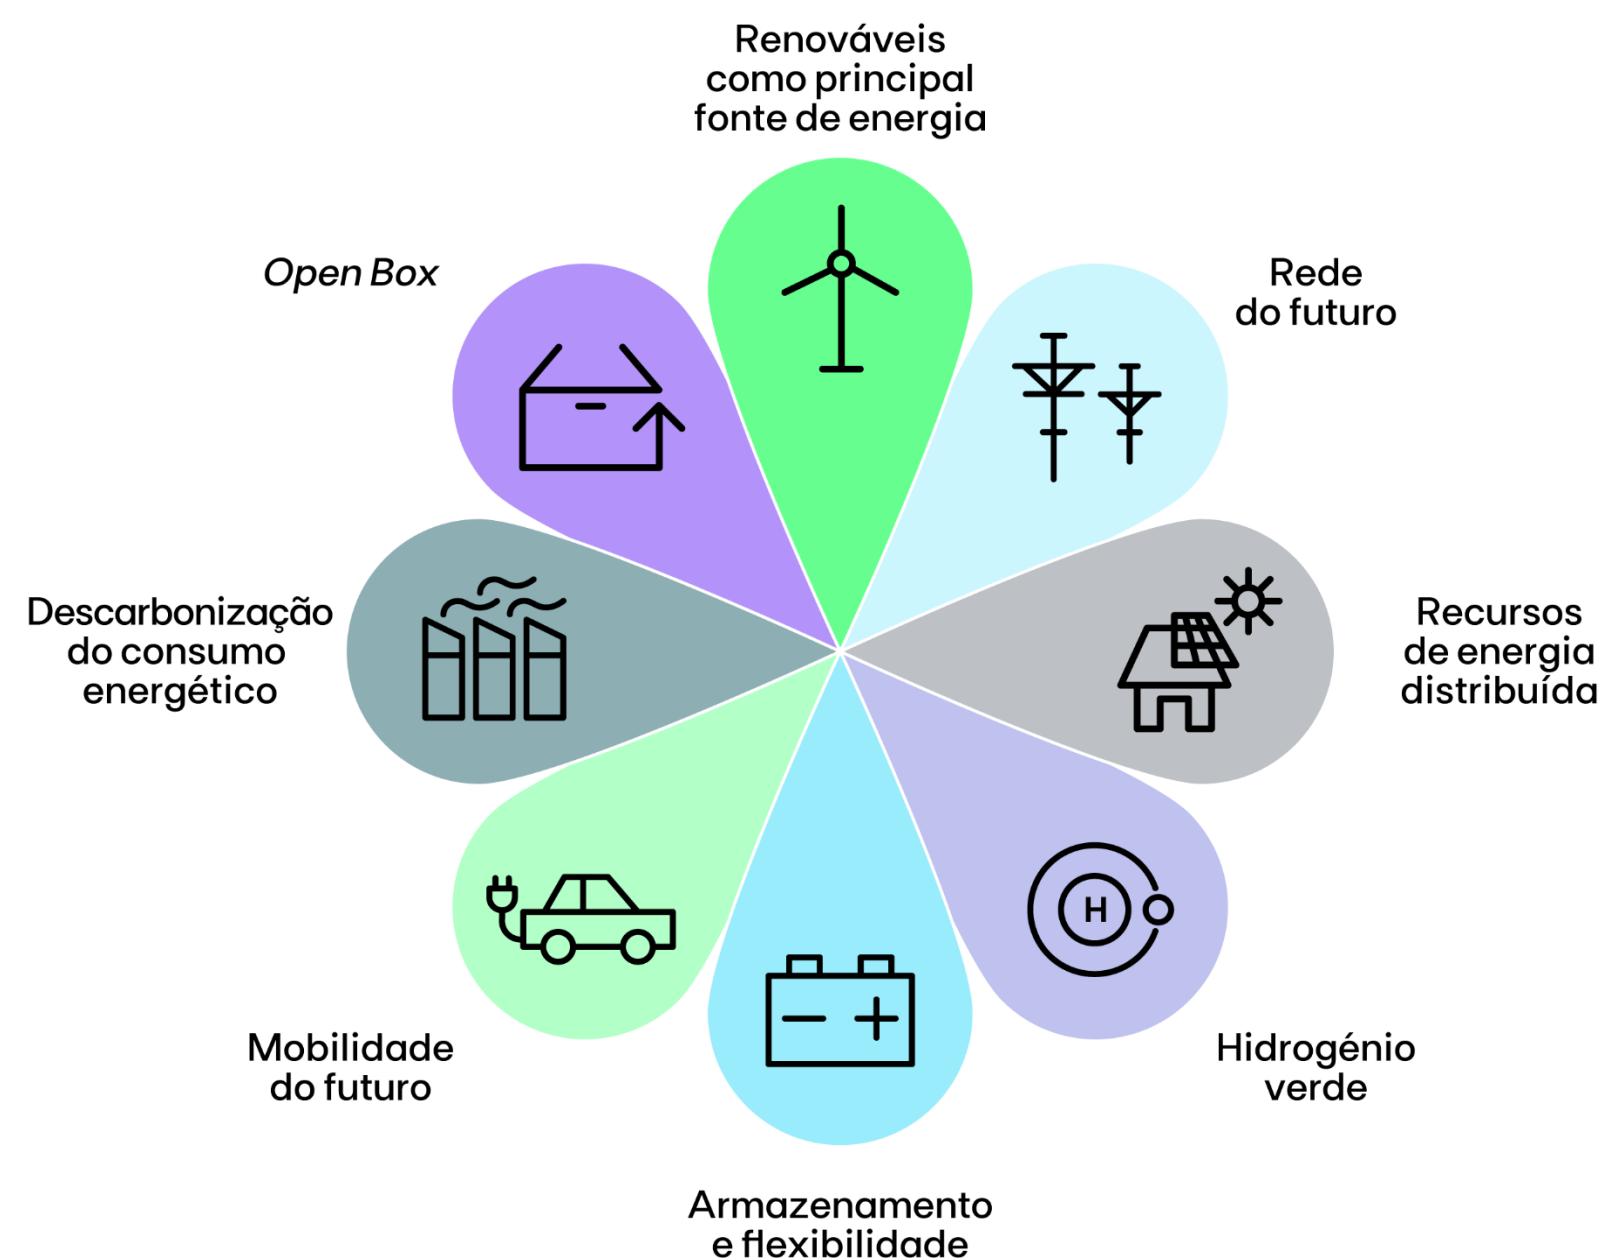 Renováveis
como principal
fonte de energia
Open Box
Rede
do futuro
Descarbonização
do consumo
energético
Recursos
de energia
distribuída
H
Mobilidade
do futuro
Hidrogénio
verde
Armazenamento
e flexibilidade